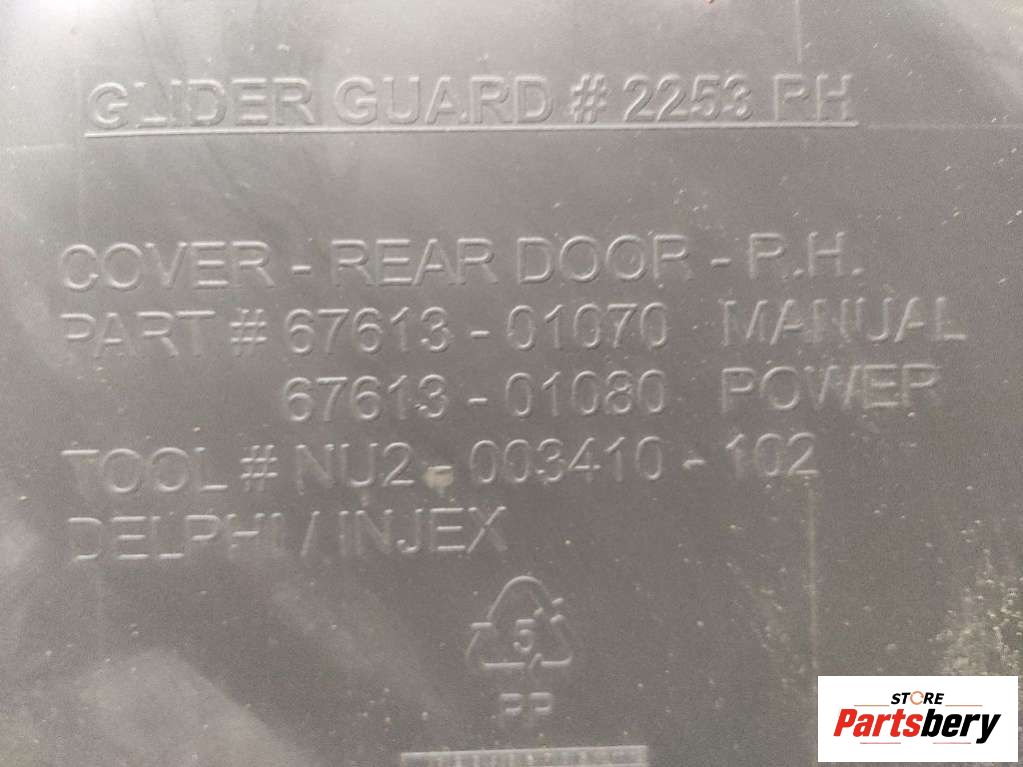 GLIDER GUARD # 2253 RH
COVER - REAR DOOR - R.H.
PART # 67613 - 01070 MANUAL
67613 - 01080 POWER
TOOL # NU2 - 003410 - 102
DELPHI / INJEX
5
PP
STORE
Partsbery